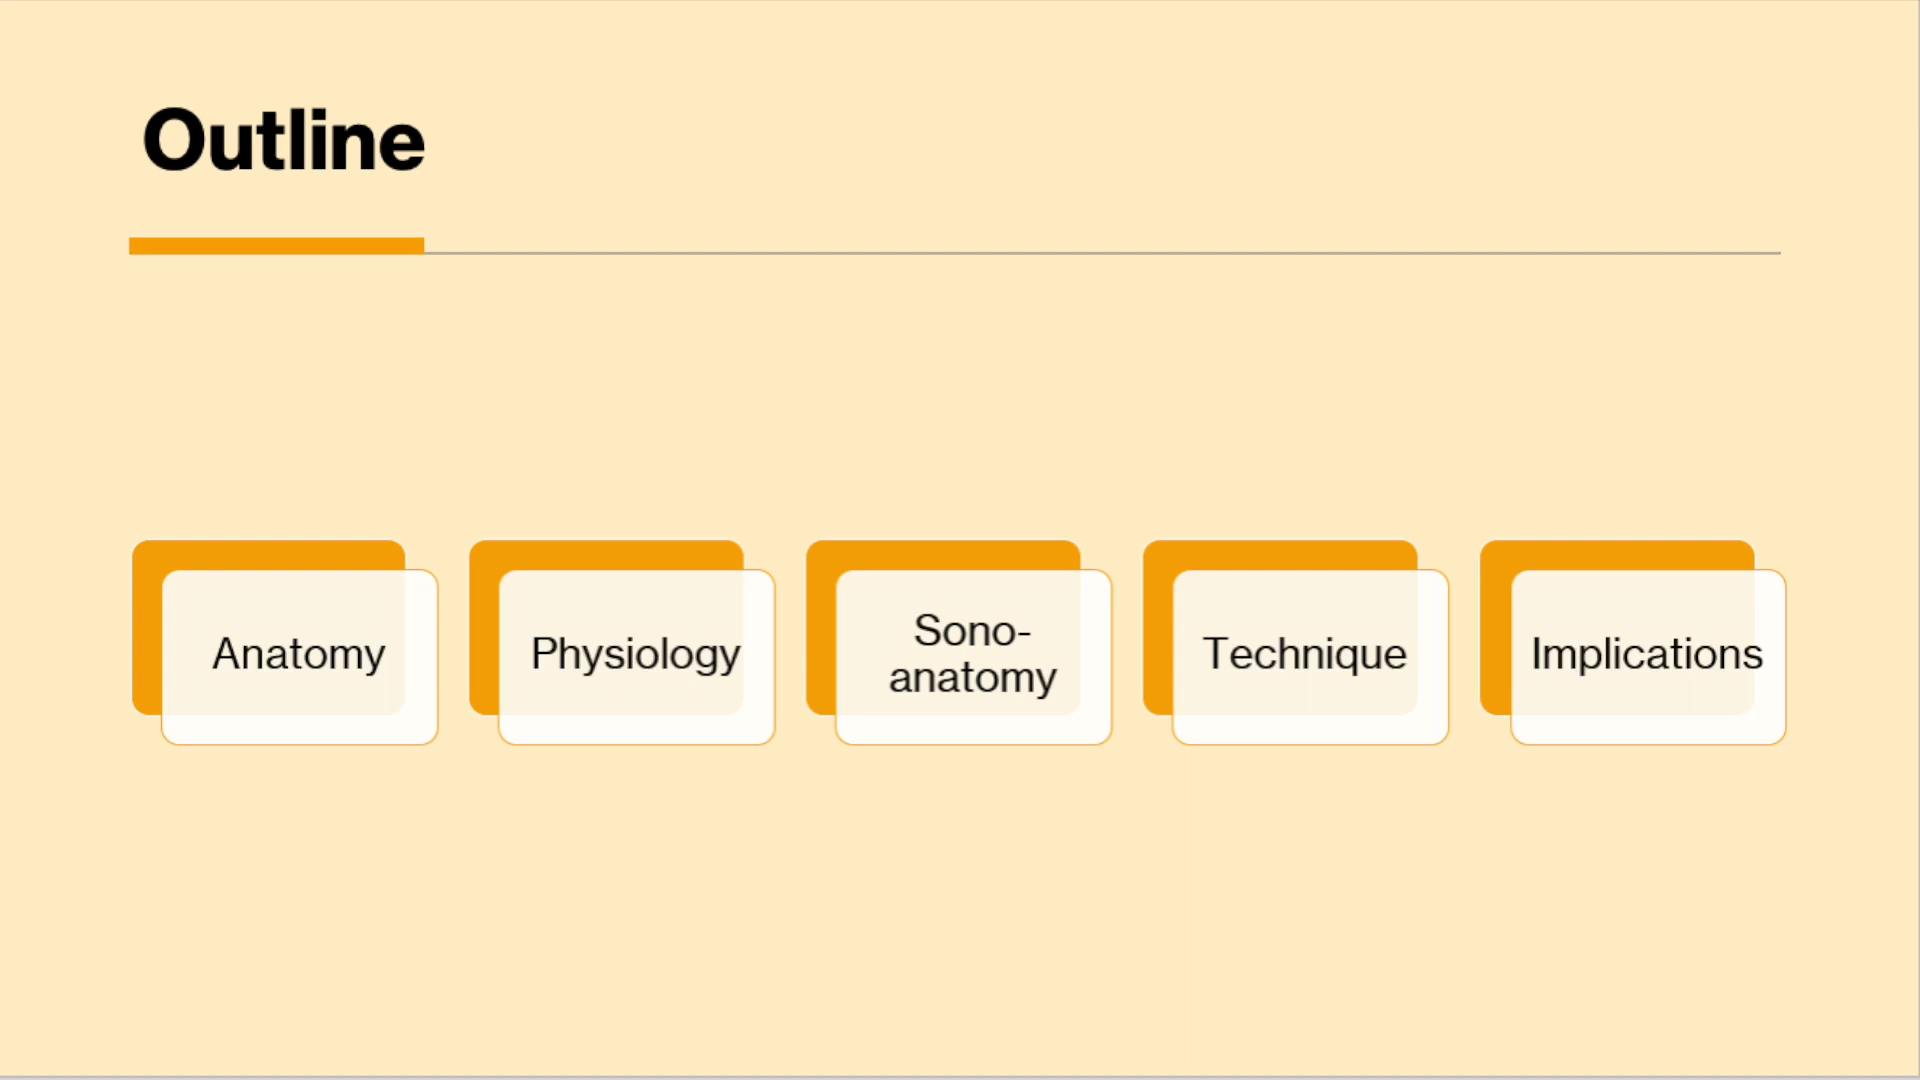 Outline
Anatomy
Physiology
Sono-
anatomy
Technique
Implications